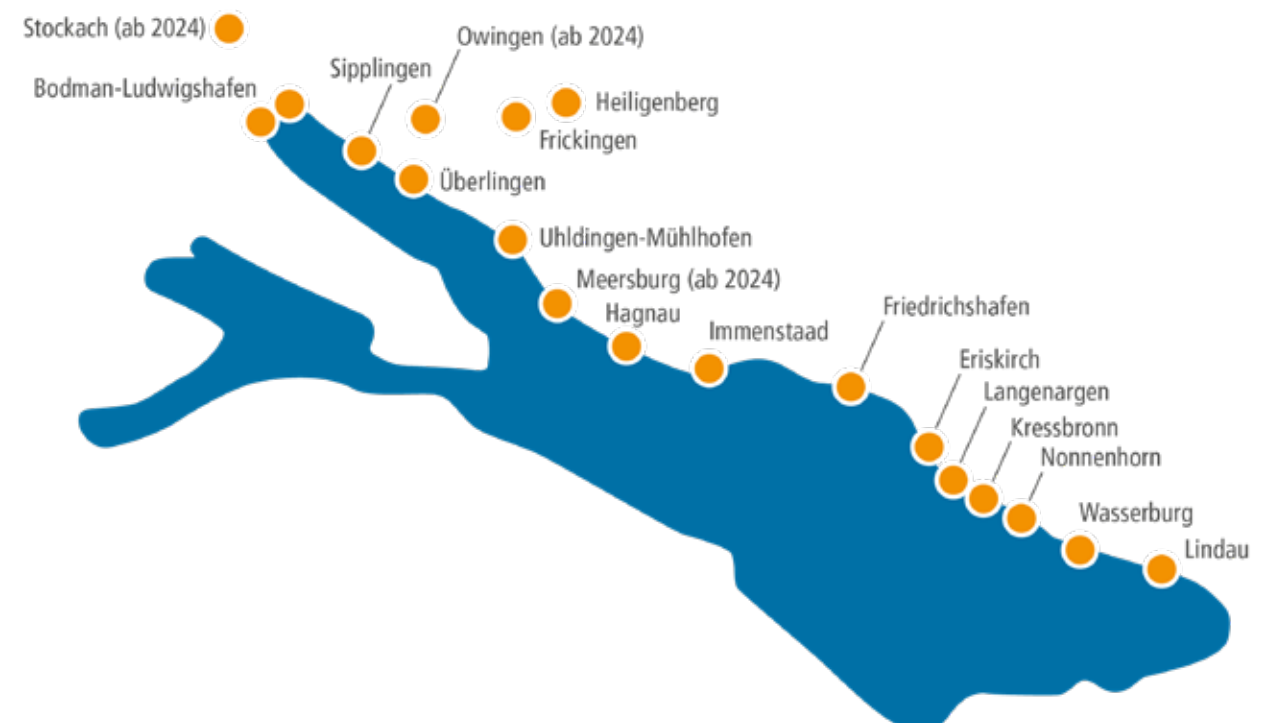 Stockach (ab 2024)
Owingen (ab 2024)
Sipplingen
Bodman-Ludwigshafen
Heiligenberg
Frickingen
Überlingen
Uhldingen-Mühlhofen
Meersburg (ab 2024)
Hagnau
Immenstaad
Friedrichshafen
Eriskirch
Langenargen
Kressbronn
Nonnenhorn
Wasserburg
Lindau